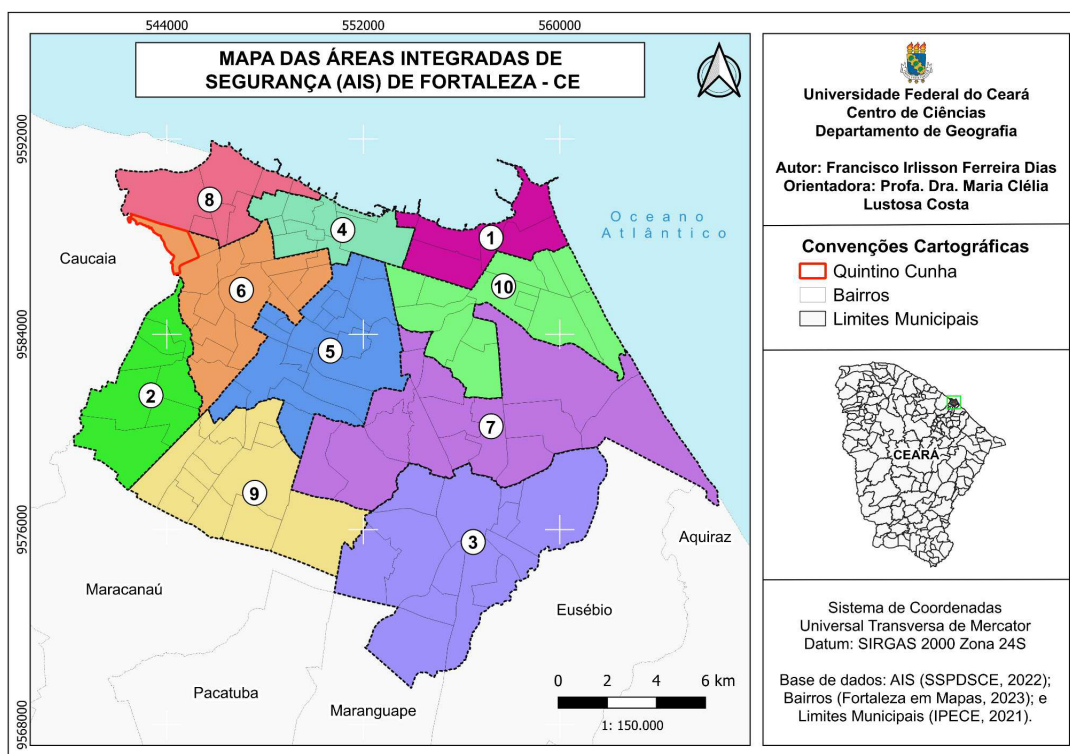 544000
552000
560000
MAPA DAS ÁREAS INTEGRADAS DE
SEGURANÇA (AIS) DE FORTALEZA - CE
9592000
9584000
9576000
9568000
8
4
1
Oceano
Atlântico
Caucaia
6
10
5
2
7
9
3
Aquiraz
Maracanaú
Eusébio
Pacatuba
Maranguape
0
2
4
6 km
1: 150.000
Universidade Federal do Ceará
Centro de Ciências
Departamento de Geografia
Autor: Francisco Irlisson Ferreira Dias
Orientadora: Profa. Dra. Maria Clélia
Lustosa Costa
Convenções Cartográficas
Quintino Cunha
Bairros
Limites Municipais
CEARÁ
Sistema de Coordenadas
Universal Transversa de Mercator
Datum: SIRGAS 2000 Zona 24S
Base de dados: AIS (SSPDSCE, 2022);
Bairros (Fortaleza em Mapas, 2023); e
Limites Municipais (IPECE, 2021).